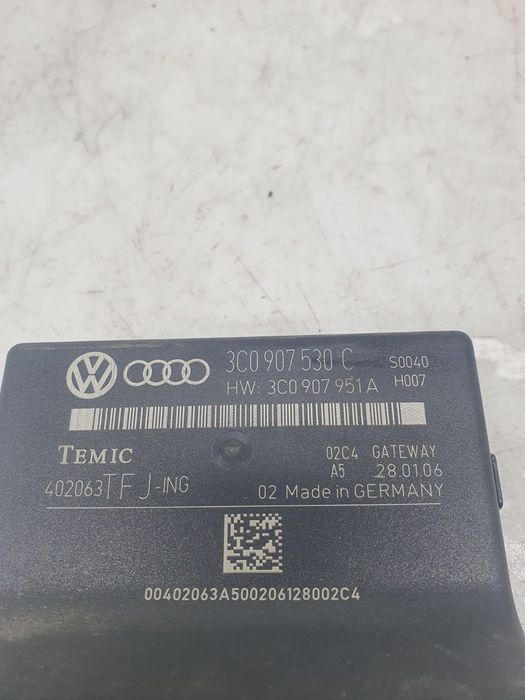 3C0 907 530 C S0040
HW: 3C0 907 951 A H007
TEMIC 02C4 GATEWAY
A5 28.01.06
402063TFJ-ING 02 Made in GERMANY
00402063A500206128002C4